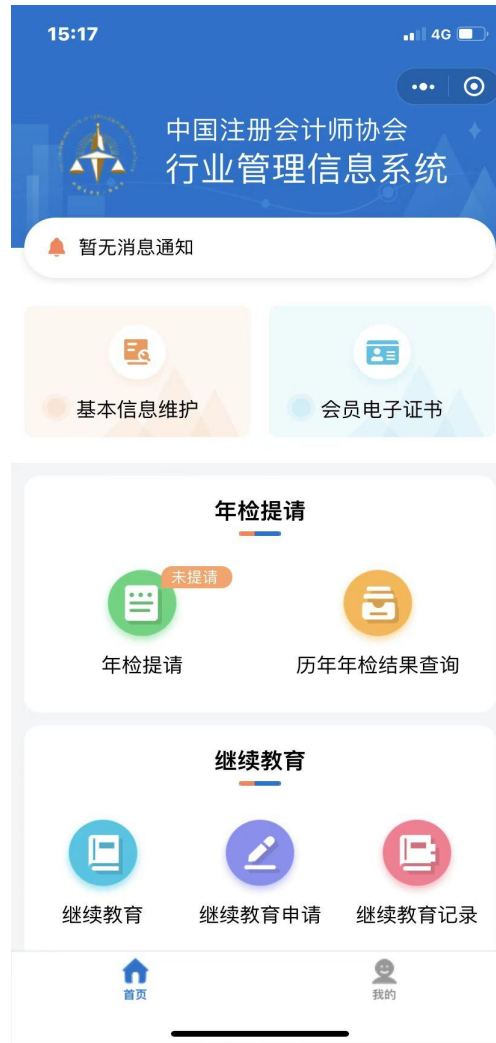 15:17
4G
中国注册会计师协会
行业管理信息系统
暂无消息通知
基本信息维护
会员电子证书
年检提请
未提请
年检提请
历年年检结果查询
继续教育
继续教育
继续教育申请
继续教育记录
首页
我的